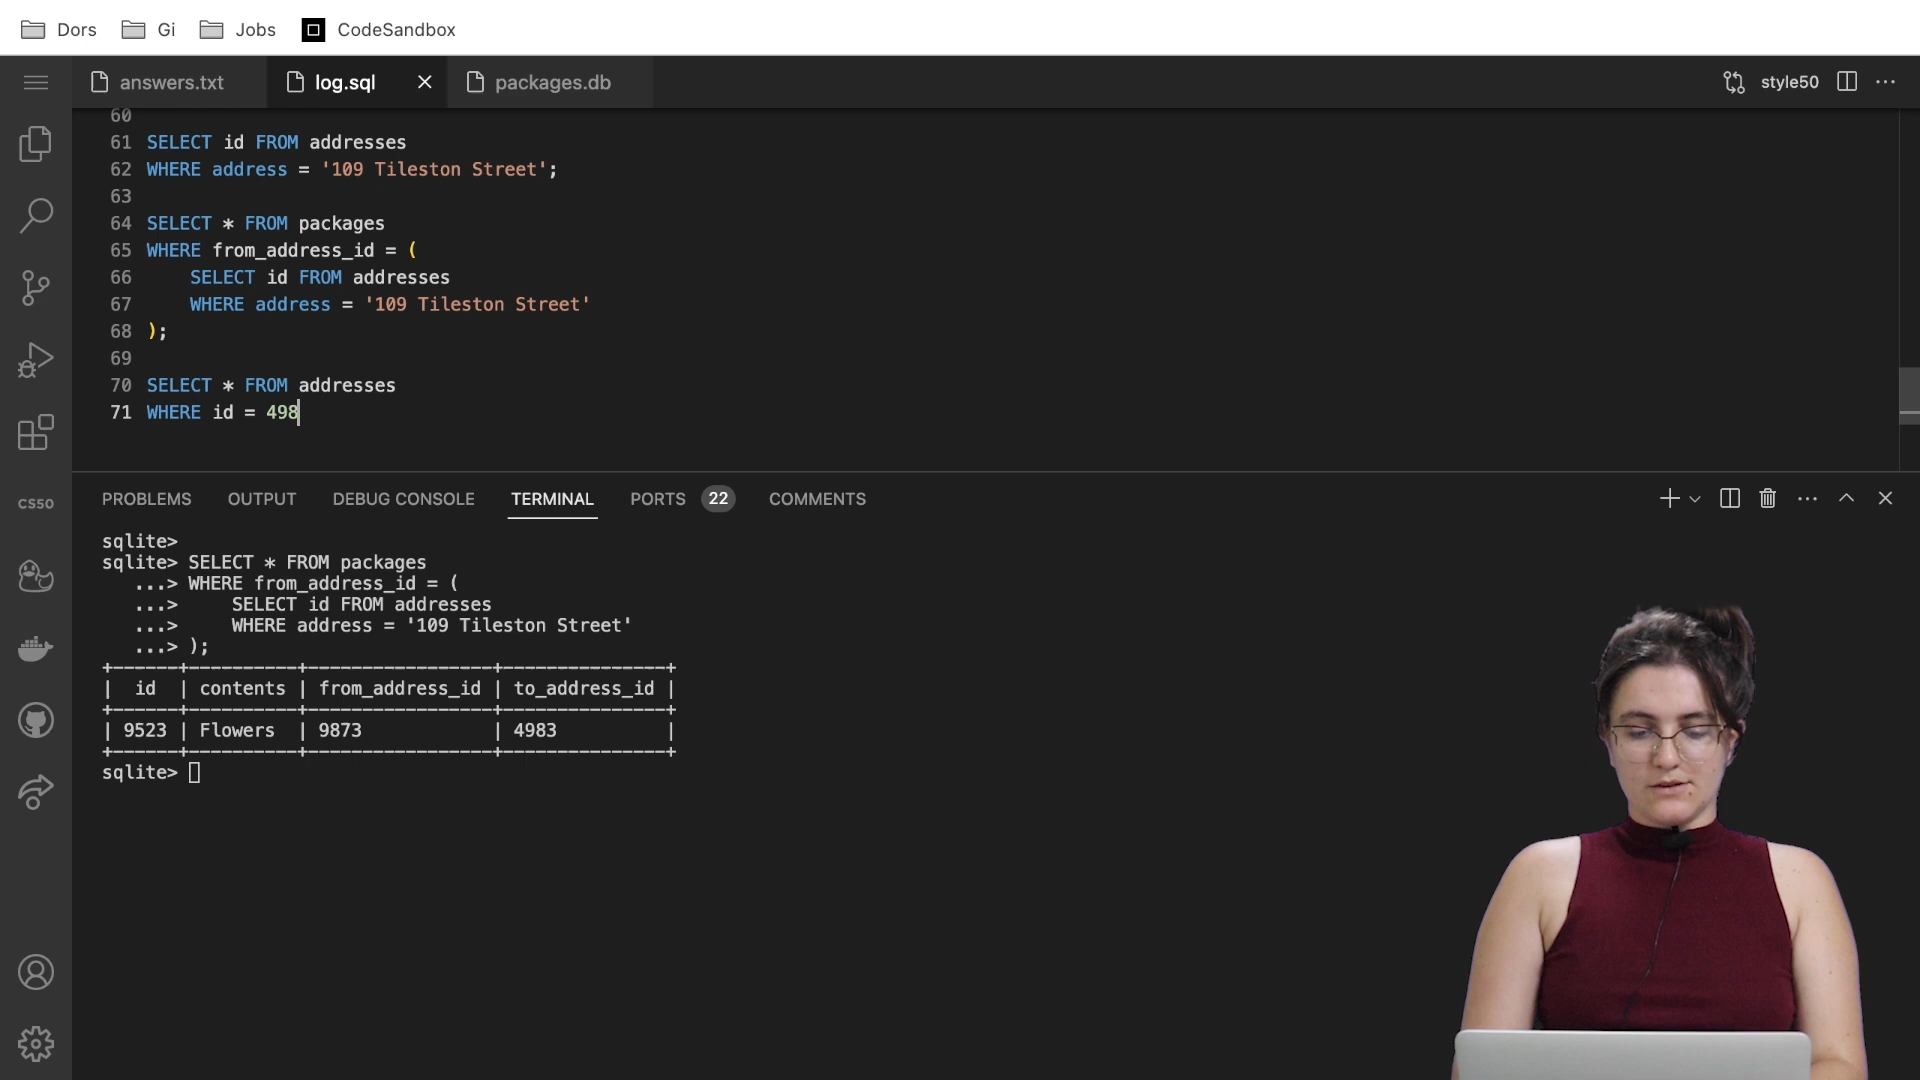 Dors Gi Jobs CodeSandbox
answers.txt log.sql packages.db style50
60
61 SELECT id FROM addresses
62 WHERE address = '109 Tileston Street';
63
64 SELECT * FROM packages
65 WHERE from_address_id = (
66     SELECT id FROM addresses
67     WHERE address = '109 Tileston Street'
68 );
69
70 SELECT * FROM addresses
71 WHERE id = 498
CS50
PROBLEMS OUTPUT DEBUG CONSOLE TERMINAL PORTS 22 COMMENTS
sqlite>
sqlite> SELECT * FROM packages
   ...> WHERE from_address_id = (
   ...>     SELECT id FROM addresses
   ...>     WHERE address = '109 Tileston Street'
   ...> );
+------+----------+-----------------+---------------+
|  id  | contents | from_address_id | to_address_id |
+------+----------+-----------------+---------------+
| 9523 | Flowers  | 9873            | 4983          |
+------+----------+-----------------+---------------+
sqlite>